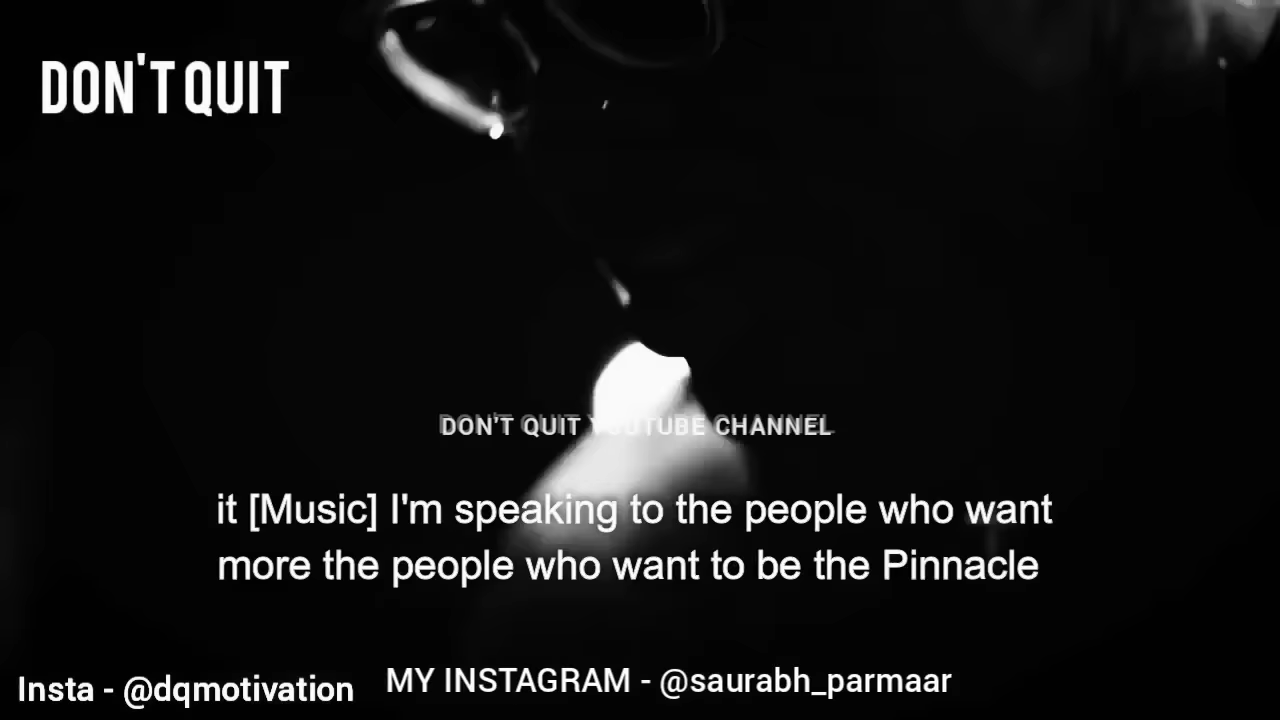 DON'T QUIT
DON'T QUIT YOUTUBE CHANNEL
it [Music] I'm speaking to the people who want
more the people who want to be the Pinnacle
Insta - @dqmotivation
MY INSTAGRAM - @saurabh_parmaar